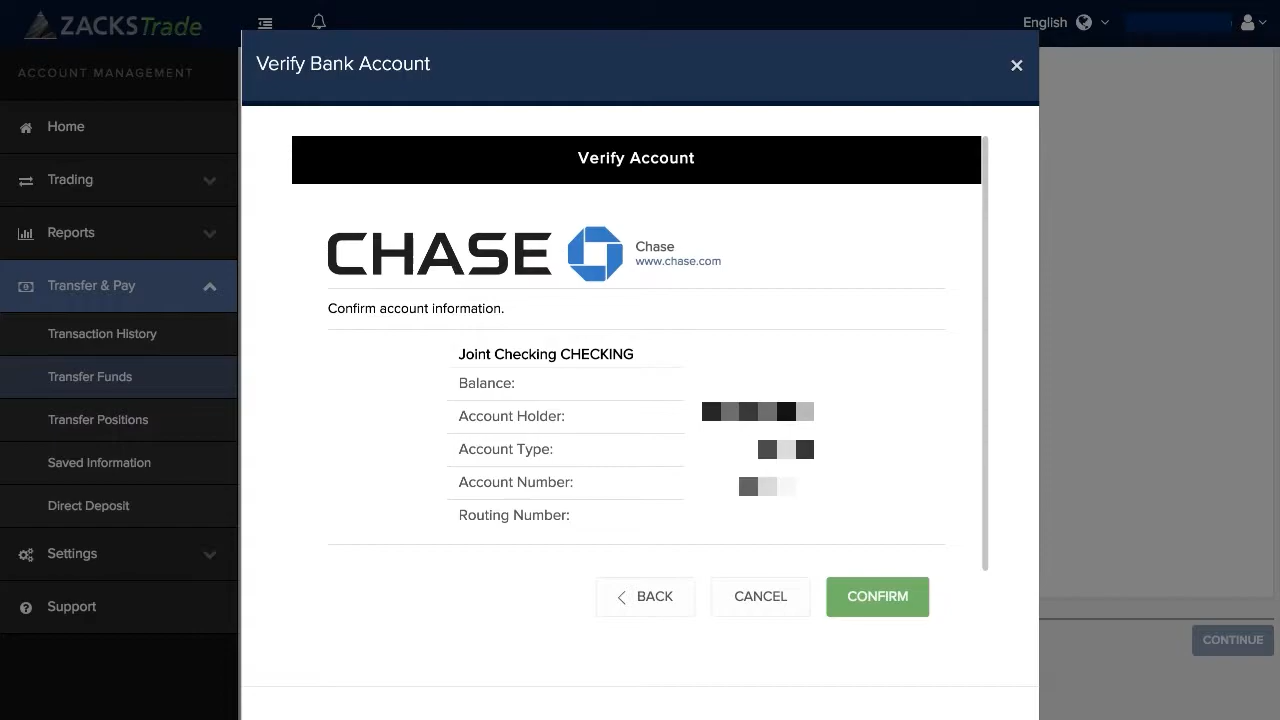 ZACKSTrade
English
Verify Bank Account
×
ACCOUNT MANAGEMENT
Home
Trading
Reports
Transfer & Pay
Transaction History
Transfer Funds
Transfer Positions
Saved Information
Direct Deposit
Settings
Support
Verify Account
CHASE
Chase
www.chase.com
Confirm account information.
Joint Checking CHECKING
Balance:
Account Holder:
Account Type:
Account Number:
Routing Number:
BACK
CANCEL
CONFIRM
CONTINUE